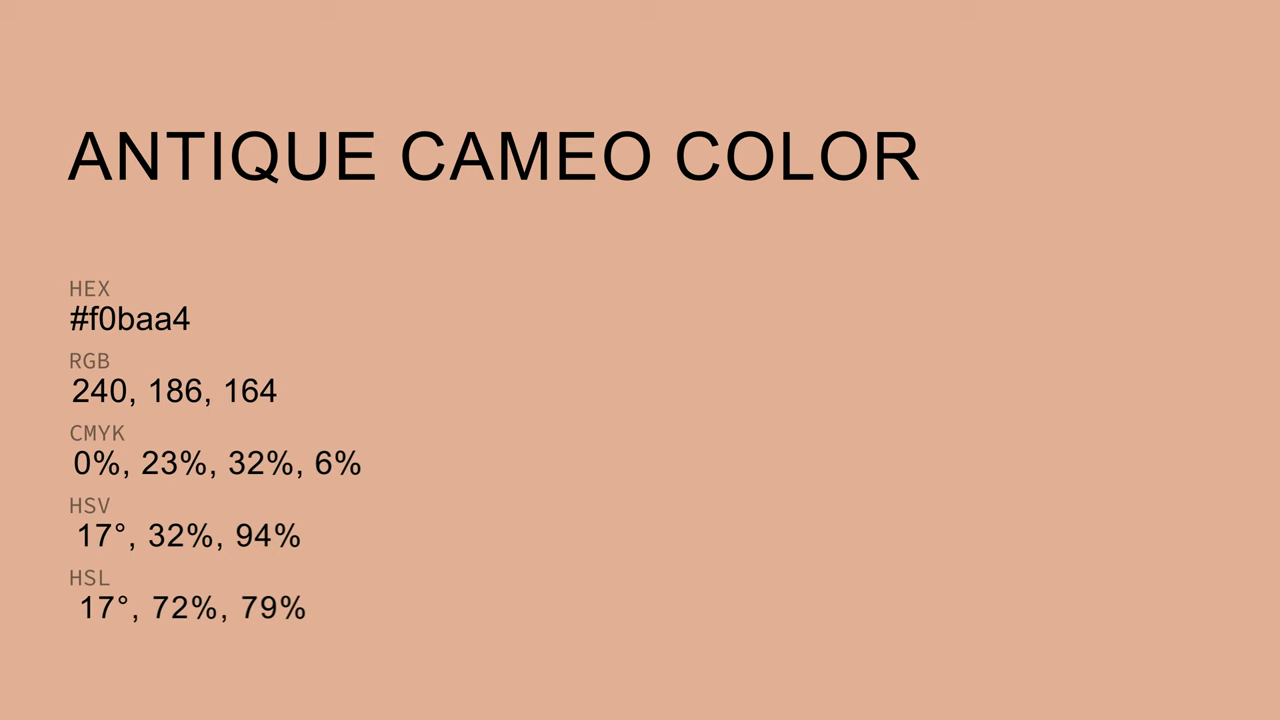 ANTIQUE CAMEO COLOR
HEX
#f0baa4
RGB
240, 186, 164
CMYK
0%, 23%, 32%, 6%
HSV
17°, 32%, 94%
HSL
17°, 72%, 79%